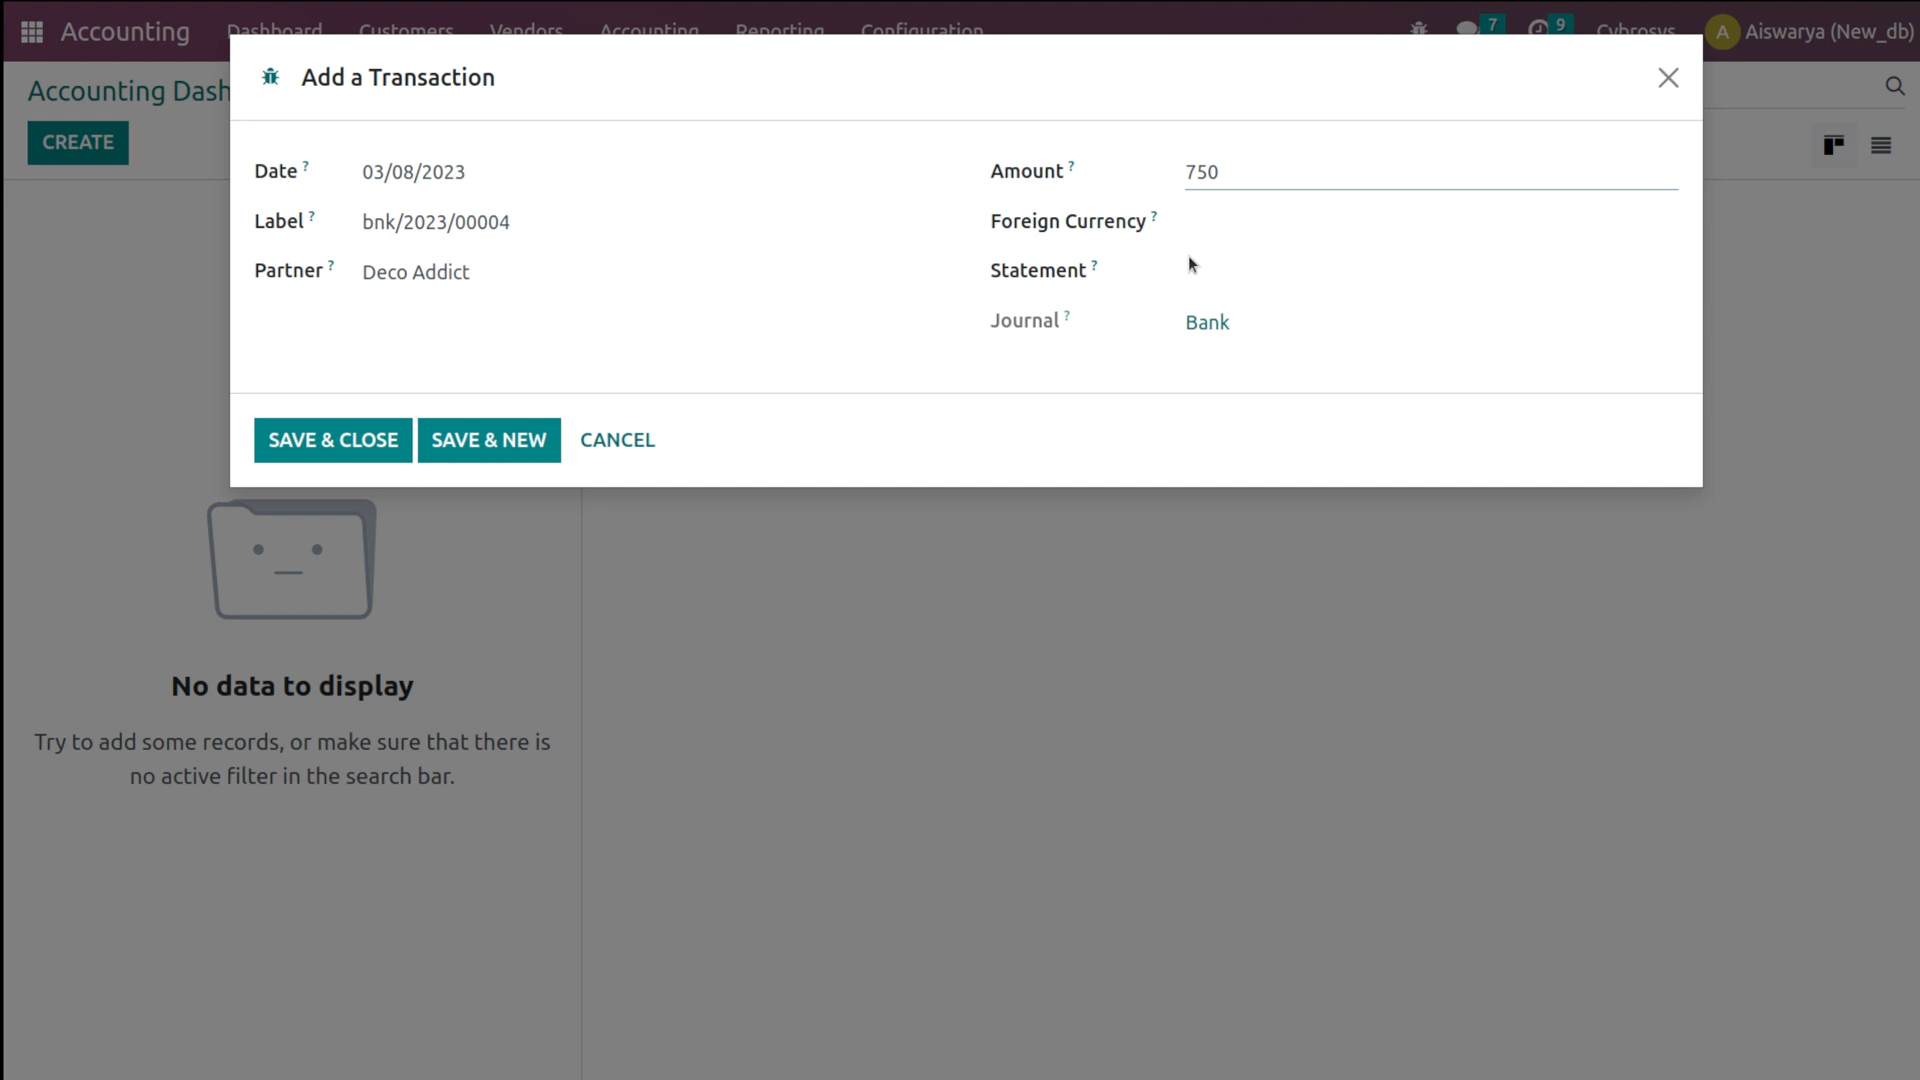 Accounting Dashboard Customers Vendors Accounting Reporting Configuration 7 9 Cybrosys A Aiswarya (New_db)
Add a Transaction
Accounting Dash
CREATE
Date ? 03/08/2023 Amount ? 750
Label ? bnk/2023/00004 Foreign Currency ?
Partner ? Deco Addict Statement ?
Journal ? Bank
SAVE & CLOSE SAVE & NEW CANCEL
No data to display
Try to add some records, or make sure that there is
no active filter in the search bar.